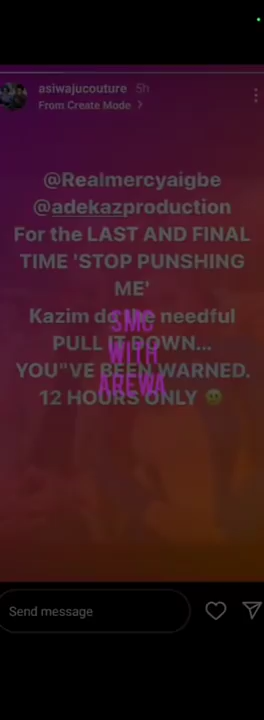 asiwajucouture 5h
From Create Mode >
@Realmercyaigbe
@adekazproduction
For the LAST AND FINAL
TIME 'STOP PUNSHING
ME'
Kazim do the needful
PULL IT DOWN...
YOU"VE BEEN WARNED.
12 HOURS ONLY
SMC
WITH
AREWA
Send message